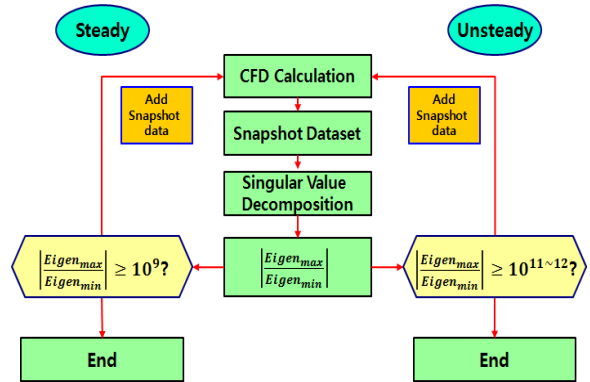 Steady
Unsteady
CFD Calculation
Add
Snapshot
data
Add
Snapshot
data
Snapshot Dataset
Singular Value
Decomposition
|Eigen_max/Eigen_min| ≥ 10^9?
|Eigen_max/Eigen_min|
|Eigen_max/Eigen_min| ≥ 10^11~12?
End
End